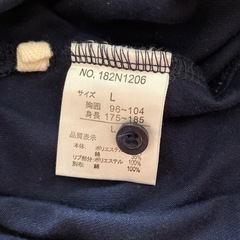 NO. 182N1206
サイズ L
胸囲 96~104
身長 175~185
L
品質表示
本体: ポリエステル
綿 35%
リブ部分:ポリエステル 100%
別布: 綿 100%